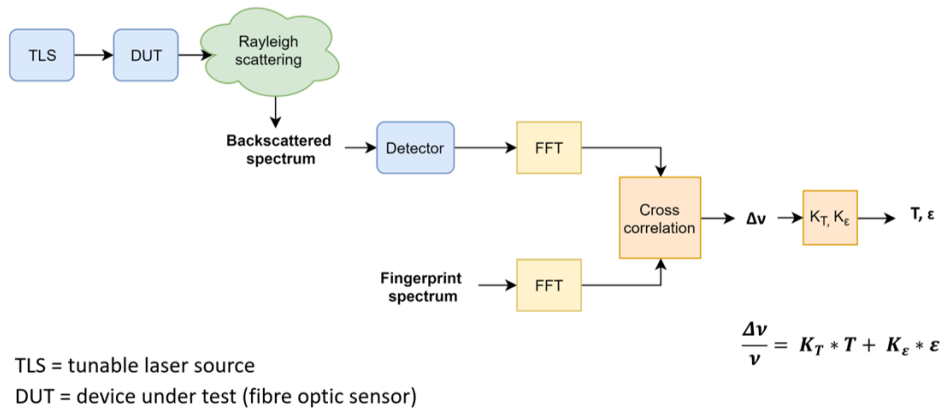 TLS
DUT
Rayleigh
scattering
Backscattered
spectrum
Detector
FFT
Cross
correlation
Δν
K_T, K_ε
T, ε
Fingerprint
spectrum
FFT
Δν/ν = K_T * T + K_ε * ε
TLS = tunable laser source
DUT = device under test (fibre optic sensor)